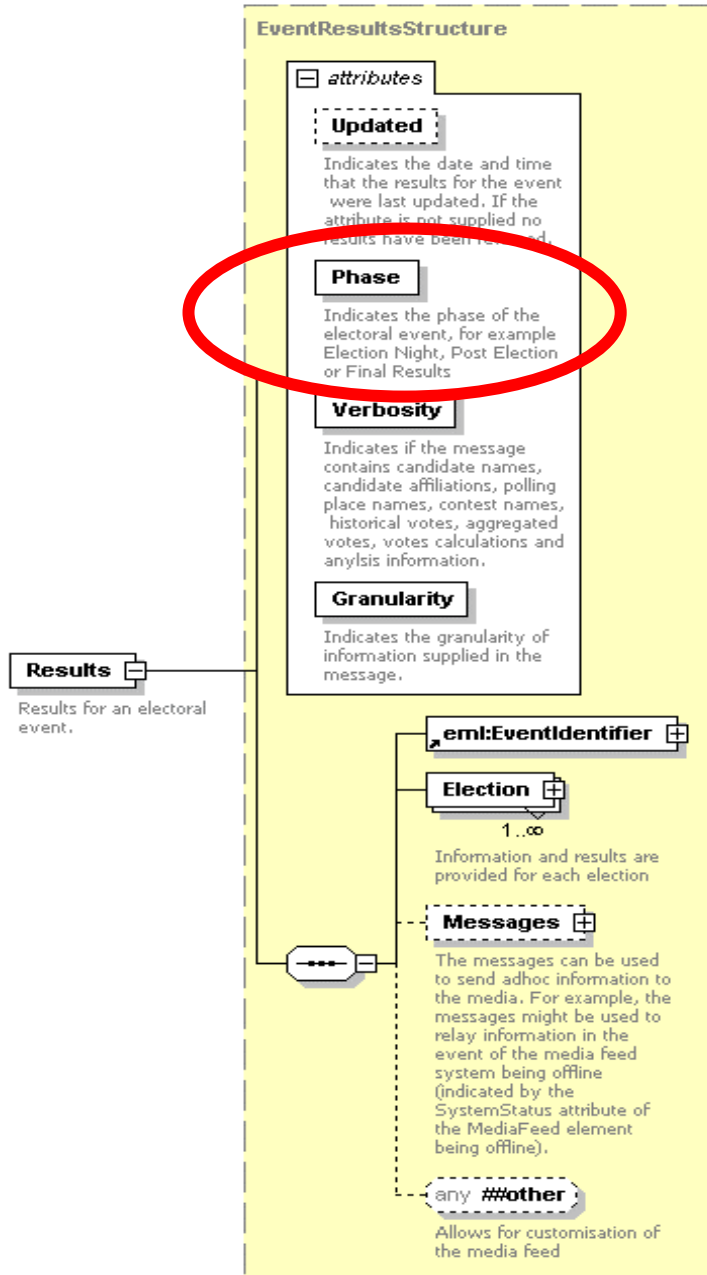 EventResultsStructure
attributes
Updated
Indicates the date and time
that the results for the event
were last updated. If the
attribute is not supplied no
results have been
Phase
Indicates the phase of the
electoral event, for example
Election Night, Post Election
or Final Results
Verbosity
Indicates if the message
contains candidate names,
candidate affiliations, polling
place names, contest names,
historical votes, aggregated
votes, votes calculations and
anylsis information.
Granularity
Indicates the granularity of
information supplied in the
message.
Results
Results for an electoral
event.
eml:EventIdentifier
Election
1..∞
Information and results are
provided for each election
Messages
The messages can be used
to send adhoc information to
the media. For example, the
messages might be used to
relay information in the
event of the media feed
system being offline
(indicated by the
SystemStatus attribute of
the MediaFeed element
being offline).
any ##other
Allows for customisation of
the media feed